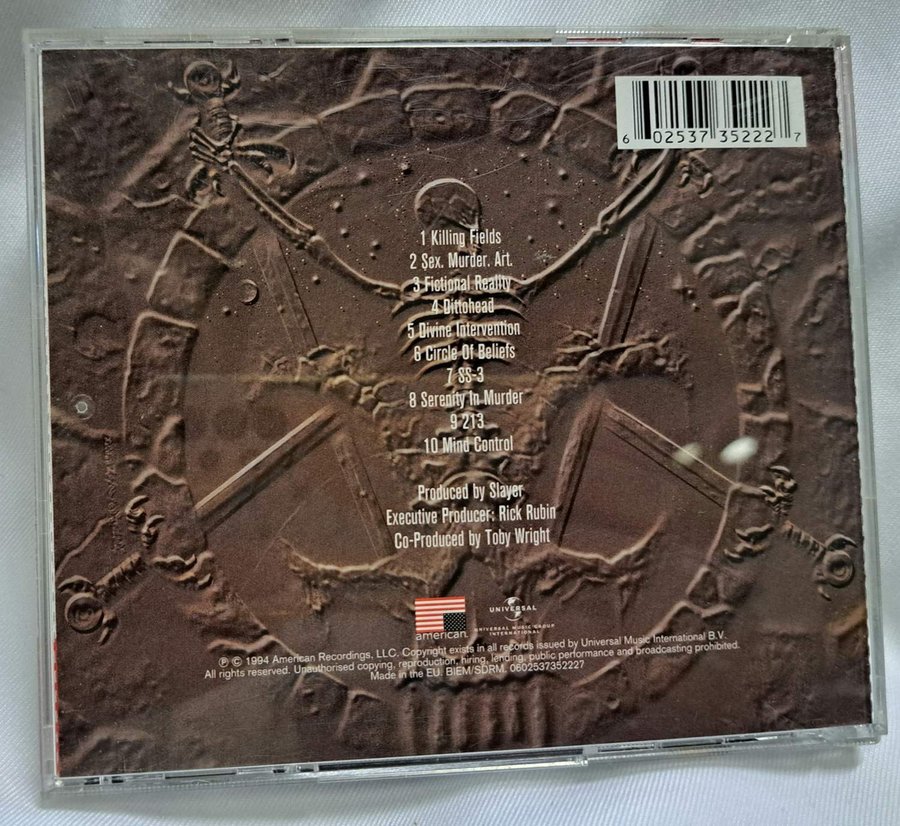 6 02537 35222 7
1 Killing Fields
2 Sex. Murder. Art.
3 Fictional Reality
4 Dittohead
5 Divine Intervention
6 Circle Of Beliefs
7 SS-3
8 Serenity In Murder
9 213
10 Mind Control
Produced by Slayer
Executive Producer: Rick Rubin
Co-Produced by Toby Wright
american.
UNIVERSAL
UNIVERSAL MUSIC GROUP
INTERNATIONAL
℗ © 1994 American Recordings, LLC. Copyright exists in all records issued by Universal Music International B.V.
All rights reserved. Unauthorised copying, reproduction, hiring, lending, public performance and broadcasting prohibited.
Made in the EU. BIEM/SDRM. 0602537352227